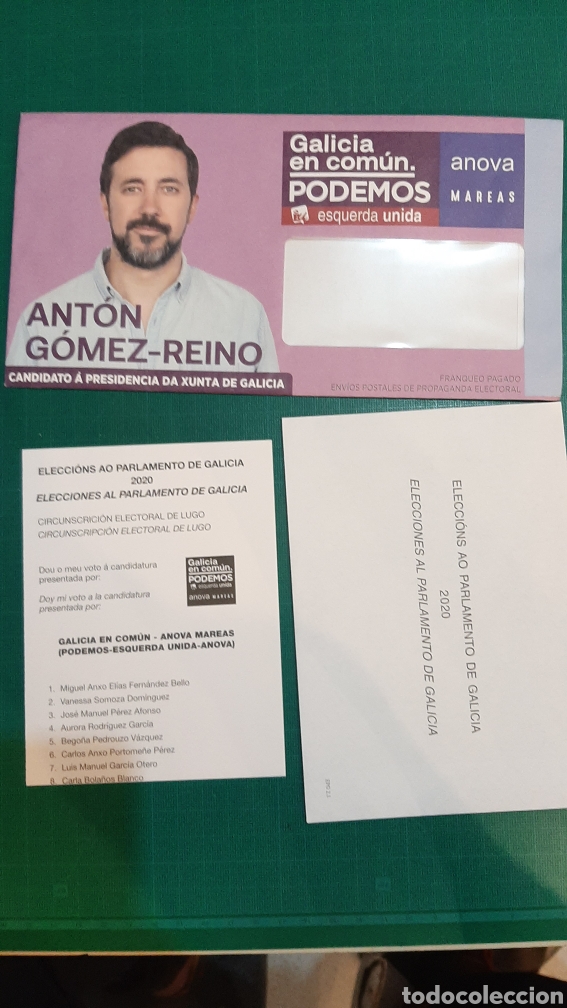 Galicia
en común.
PODEMOS
esquerda unida
anova
MAREAS
ANTÓN
GÓMEZ-REINO
CANDIDATO Á PRESIDENCIA DA XUNTA DE GALICIA
FRANQUEO PAGADO
ENVÍOS POSTALES DE PROPAGANDA ELECTORAL
ELECCIÓNS AO PARLAMENTO DE GALICIA
2020
ELECCIONES AL PARLAMENTO DE GALICIA
CIRCUNSCRICIÓN ELECTORAL DE LUGO
CIRCUNSCRIPCIÓN ELECTORAL DE LUGO
Dou o meu voto á candidatura
presentada por:
Doy mi voto a la candidatura
presentada por:
Galicia
en común.
PODEMOS
esquerda unida
anova MAREAS
GALICIA EN COMÚN - ANOVA MAREAS
(PODEMOS-ESQUERDA UNIDA-ANOVA)
1. Miguel Anxo Elías Fernández Bello
2. Vanessa Somoza Domínguez
3. José Manuel Pérez Afonso
4. Aurora Rodríguez García
5. Begoña Pedrouzo Vázquez
6. Carlos Anxo Portomeñe Pérez
7. Luis Manuel García Otero
8. Carla Bolaños Blanco
ELECCIÓNS AO PARLAMENTO DE GALICIA
2020
ELECCIONES AL PARLAMENTO DE GALICIA
todocoleccion